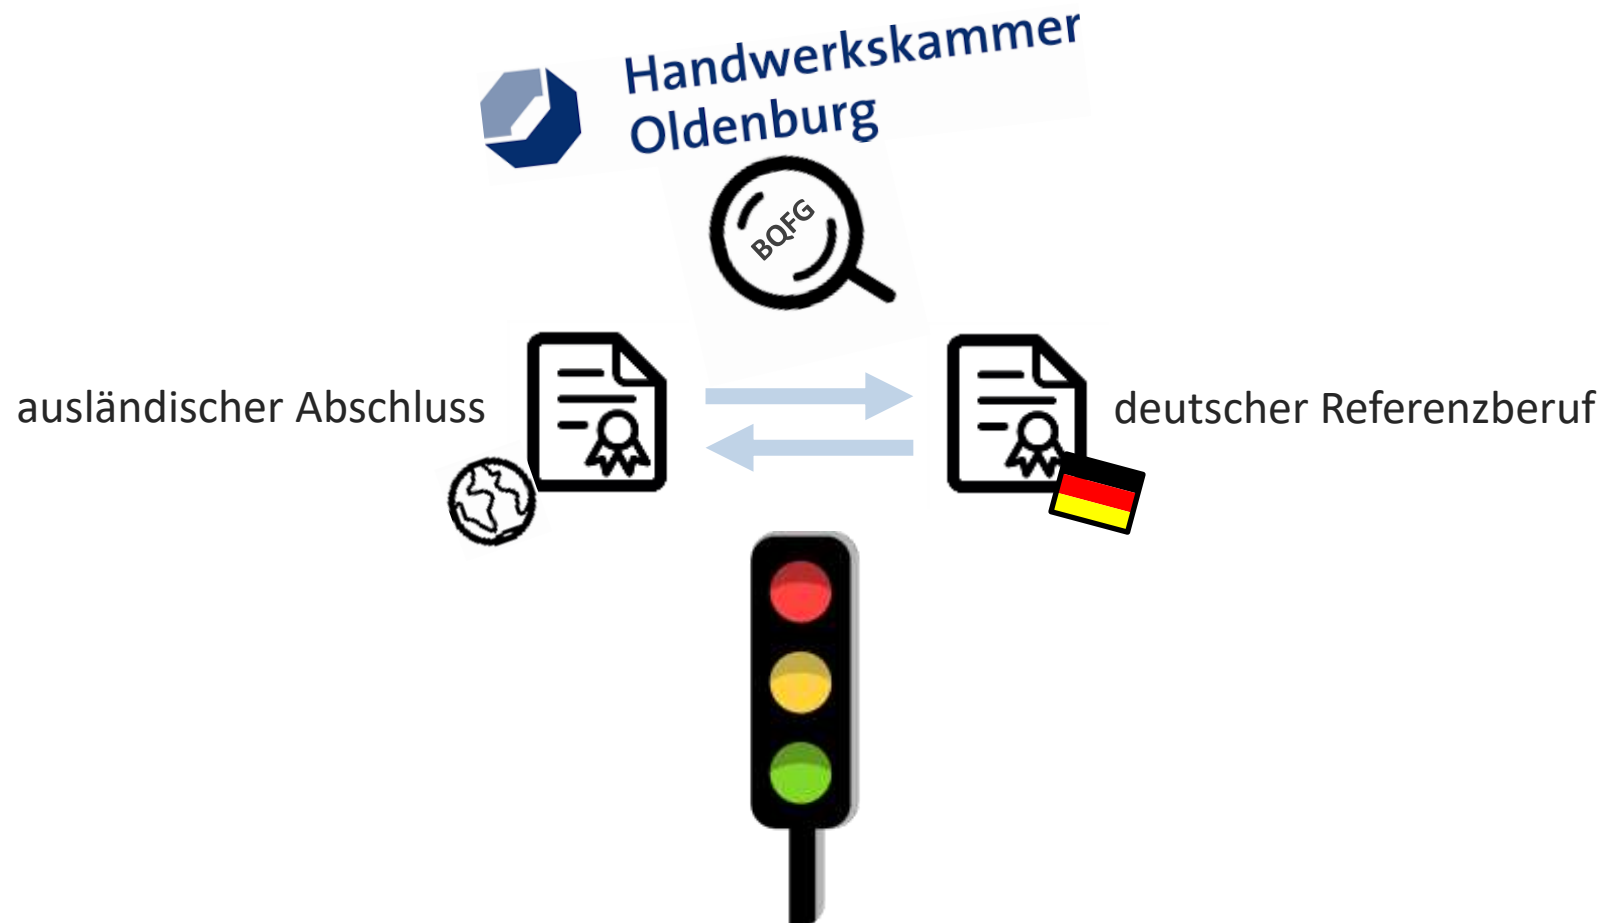 Handwerkskammer
Oldenburg
BQFG
ausländischer Abschluss
deutscher Referenzberuf